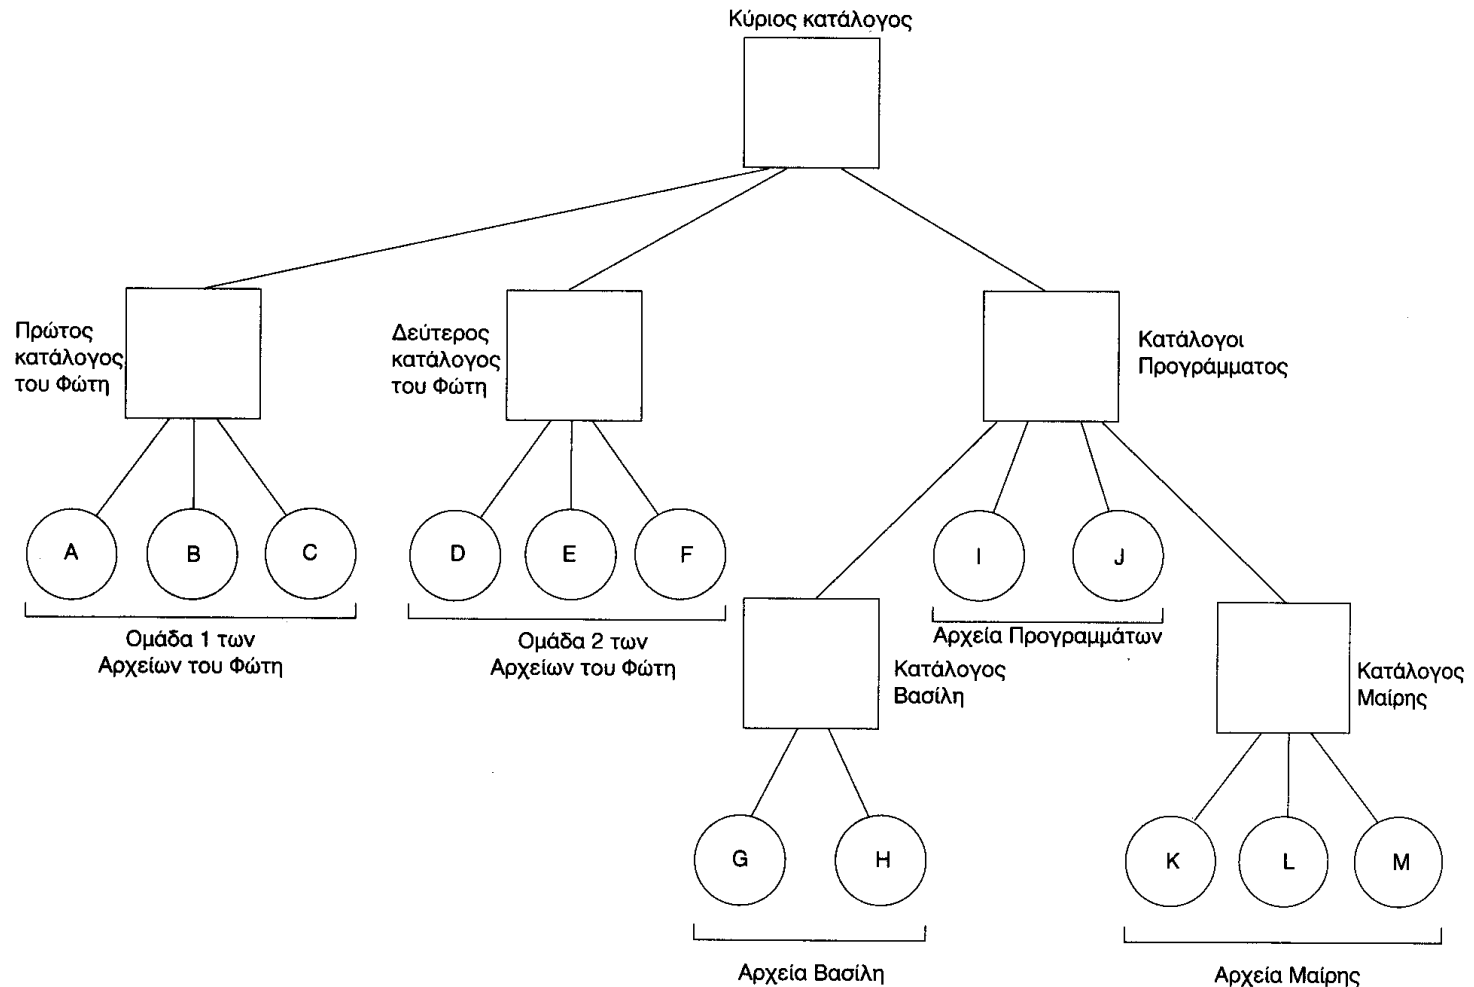 Κύριος κατάλογος
Πρώτος
κατάλογος
του Φώτη
Δεύτερος
κατάλογος
του Φώτη
Κατάλογοι
Προγράμματος
A
B
C
D
E
F
I
J
Ομάδα 1 των
Αρχείων του Φώτη
Ομάδα 2 των
Αρχείων του Φώτη
Αρχεία Προγραμμάτων
Κατάλογος
Βασίλη
Κατάλογος
Μαίρης
G
H
K
L
M
Αρχεία Βασίλη
Αρχεία Μαίρης